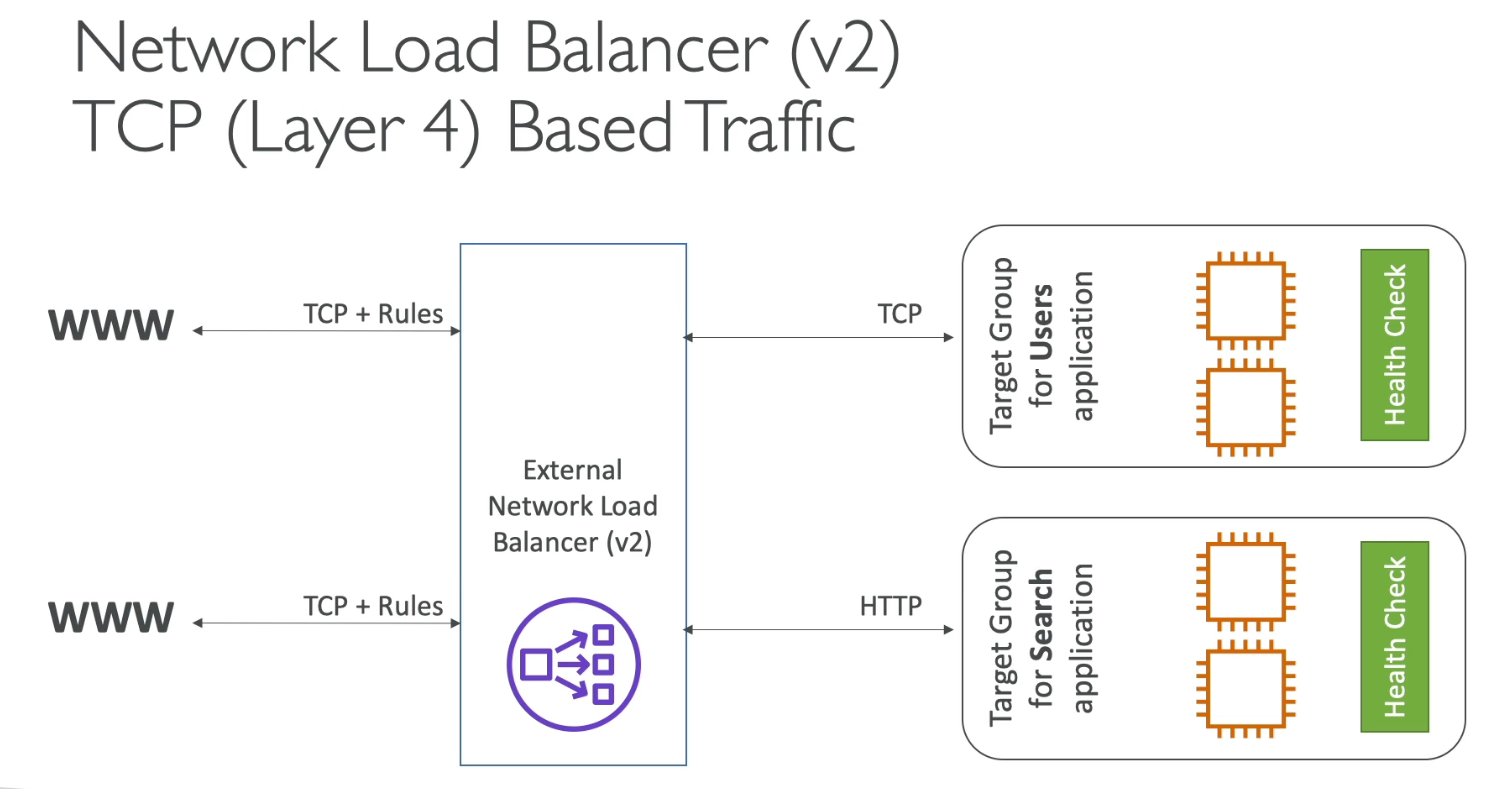 Network Load Balancer (v2)
TCP (Layer 4) Based Traffic
WWW
TCP + Rules
TCP
Target Group
for Users
application
Health Check
External
Network Load
Balancer (v2)
WWW
TCP + Rules
HTTP
Target Group
for Search
application
Health Check